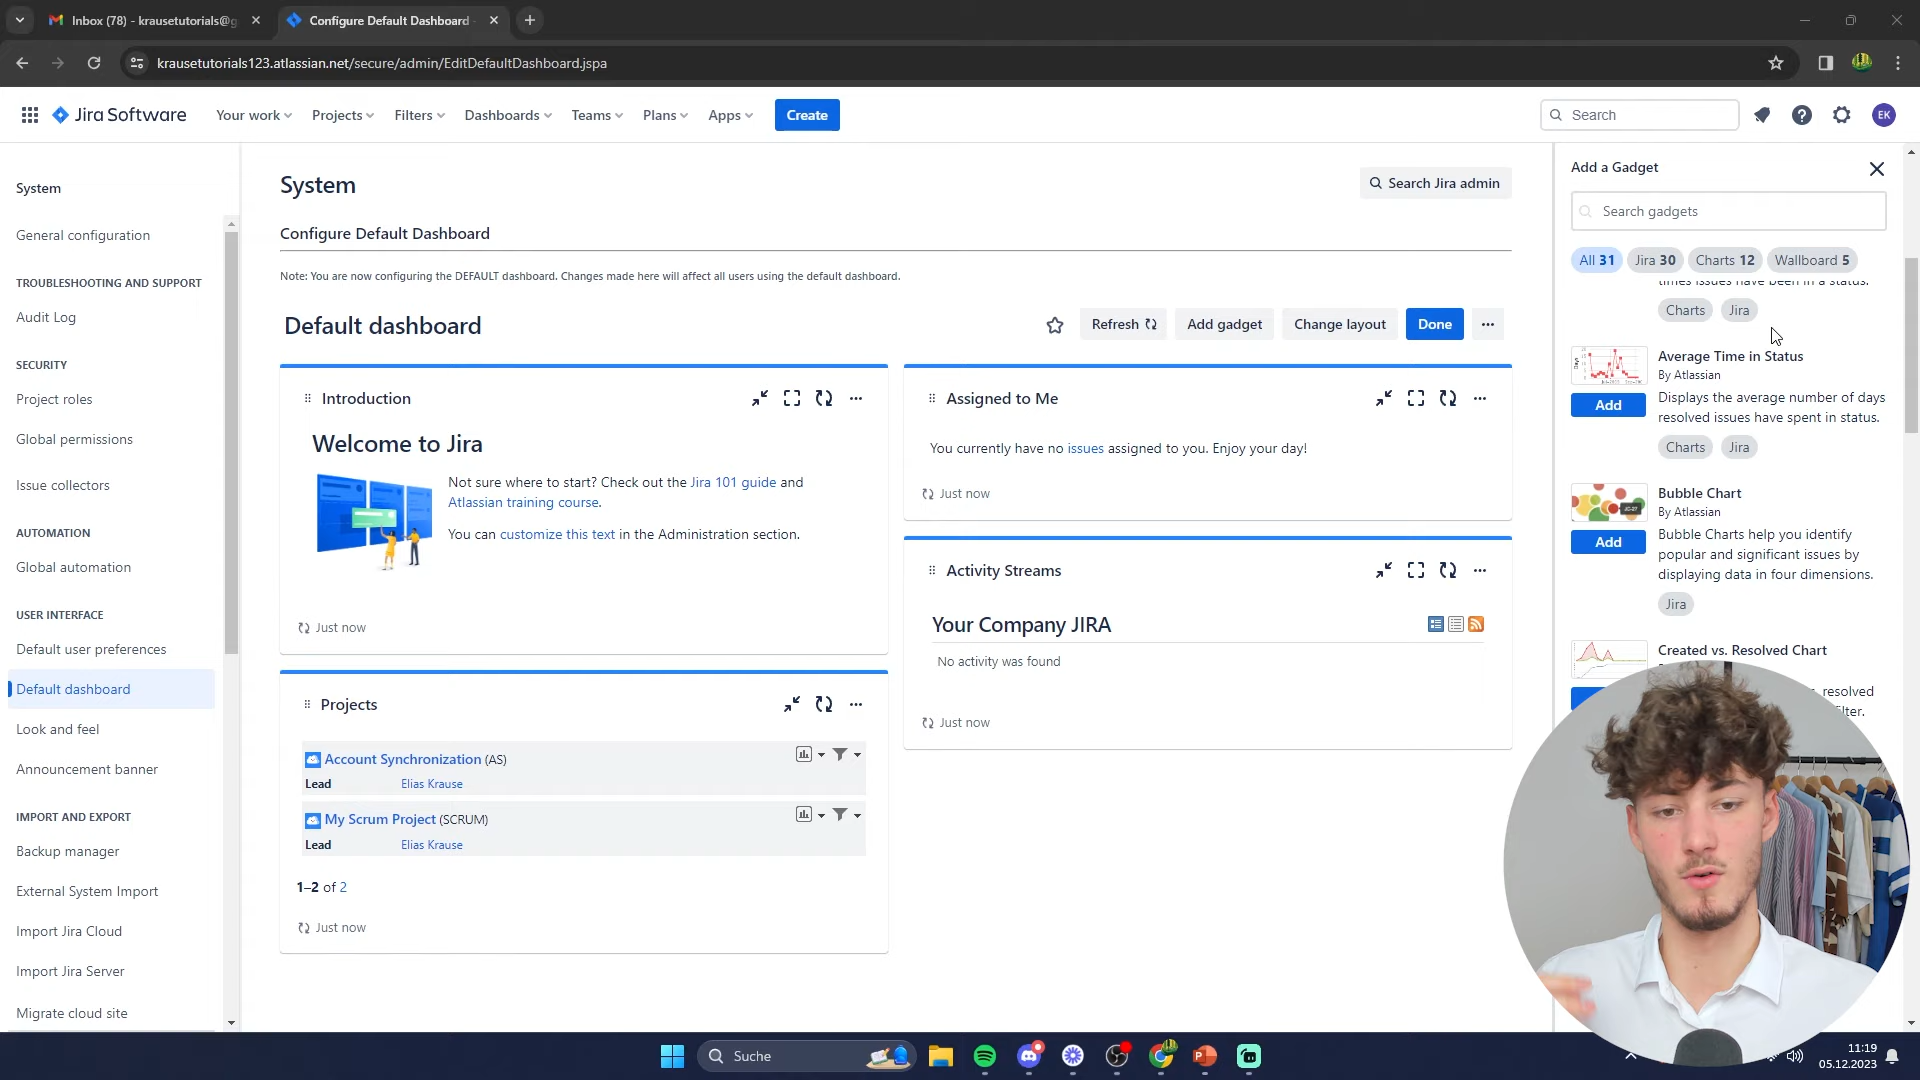 Inbox (78) - krausetutorials@g
Configure Default Dashboard
krausetutorials123.atlassian.net/secure/admin/EditDefaultDashboard.jspa
Jira Software
Your work
Projects
Filters
Dashboards
Teams
Plans
Apps
Create
Search
EK
System
General configuration
TROUBLESHOOTING AND SUPPORT
Audit Log
SECURITY
Project roles
Global permissions
Issue collectors
AUTOMATION
Global automation
USER INTERFACE
Default user preferences
Default dashboard
Look and feel
Announcement banner
IMPORT AND EXPORT
Backup manager
External System Import
Import Jira Cloud
Import Jira Server
Migrate cloud site
System
Search Jira admin
Configure Default Dashboard
Note: You are now configuring the DEFAULT dashboard. Changes made here will affect all users using the default dashboard.
Default dashboard
Refresh
Add gadget
Change layout
Done
Introduction
Welcome to Jira
Not sure where to start? Check out the Jira 101 guide and
Atlassian training course.
You can customize this text in the Administration section.
Just now
Projects
Account Synchronization (AS)
Lead Elias Krause
My Scrum Project (SCRUM)
Lead Elias Krause
1–2 of 2
Just now
Assigned to Me
You currently have no issues assigned to you. Enjoy your day!
Just now
Activity Streams
Your Company JIRA
No activity was found
Just now
Add a Gadget
Search gadgets
All 31
Jira 30
Charts 12
Wallboard 5
times issues have been in a status.
Charts
Jira
Average Time in Status
By Atlassian
Add
Displays the average number of days
resolved issues have spent in status.
Charts
Jira
Bubble Chart
By Atlassian
Add
Bubble Charts help you identify
popular and significant issues by
displaying data in four dimensions.
Jira
Created vs. Resolved Chart
resolved
Suche
11:19
05.12.2023